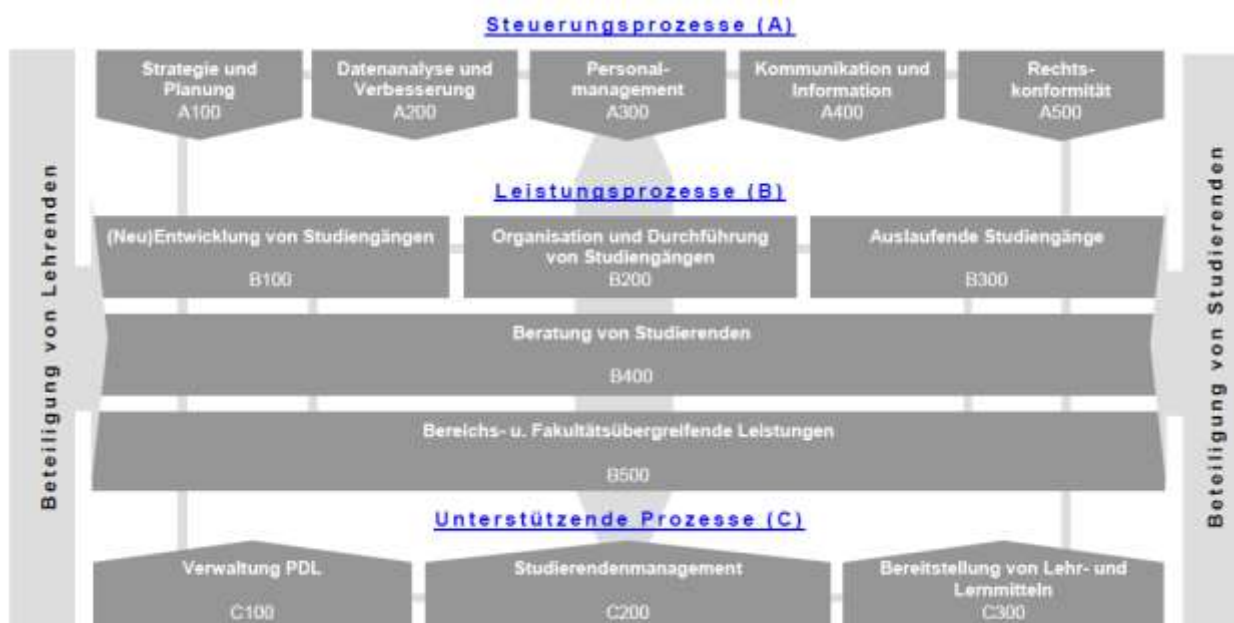 Steuerungsprozesse (A)
Strategie und
Planung
A100
Datenanalyse und
Verbesserung
A200
Personal-
management
A300
Kommunikation und
Information
A400
Rechts-
konformität
A500
Beteiligung von Lehrenden
Leistungsprozesse (B)
(Neu)Entwicklung von Studiengängen
B100
Organisation und Durchführung
von Studiengängen
B200
Auslaufende Studiengänge
B300
Beratung von Studierenden
B400
Bereichs- u. Fakultätsübergreifende Leistungen
B500
Beteiligung von Studierenden
Unterstützende Prozesse (C)
Verwaltung PDL
C100
Studierendenmanagement
C200
Bereitstellung von Lehr- und
Lernmitteln
C300